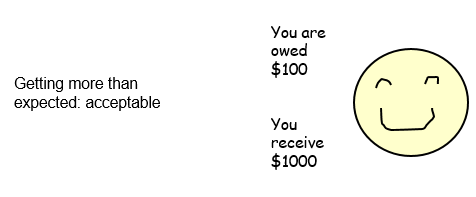 Getting more than
expected: acceptable
You are
owed
$100
You
receive
$1000